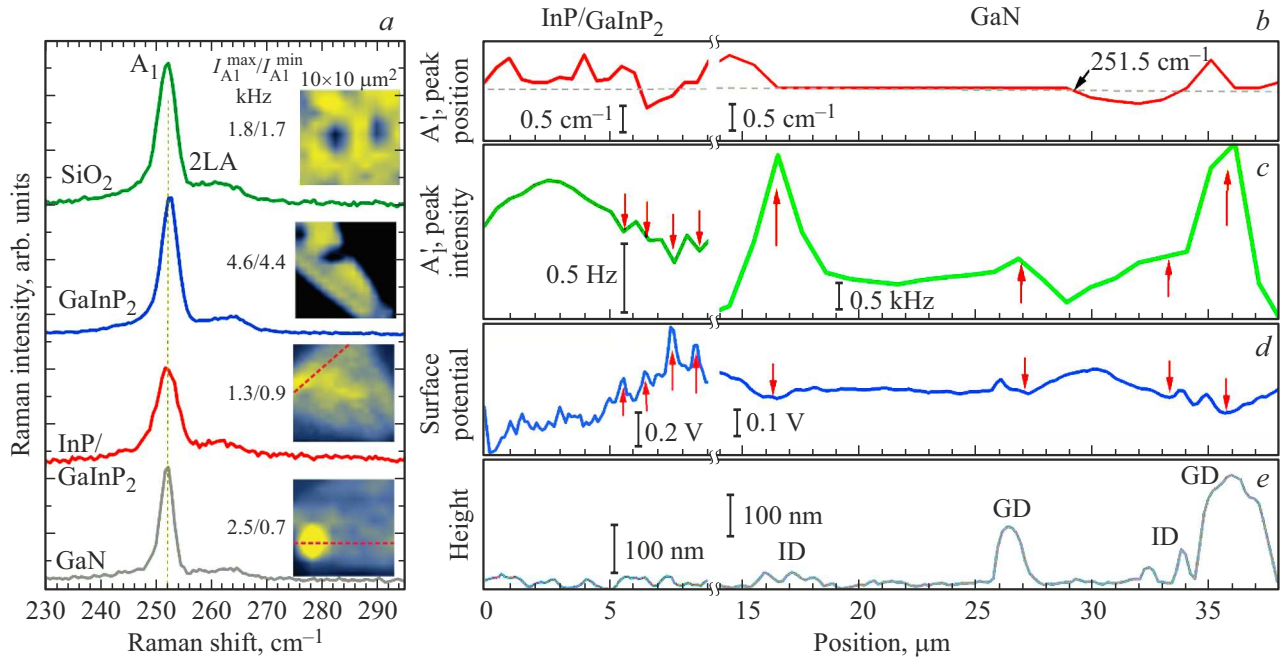 a
A₁
I_A1^max/I_A1^min
kHz
10×10 μm²
1.8/1.7
2LA
SiO₂
4.6/4.4
GaInP₂
1.3/0.9
InP/
GaInP₂
2.5/0.7
GaN
Raman intensity, arb. units
230 240 250 260 270 280 290
Raman shift, cm⁻¹
InP/GaInP₂
GaN
b
A₁', peak
position
0.5 cm⁻¹
0.5 cm⁻¹
251.5 cm⁻¹
c
A₁', peak
intensity
0.5 Hz
0.5 kHz
d
Surface
potential
0.2 V
0.1 V
e
Height
100 nm
100 nm
ID
GD
ID
GD
0 5 15 20 25 30 35
Position, μm